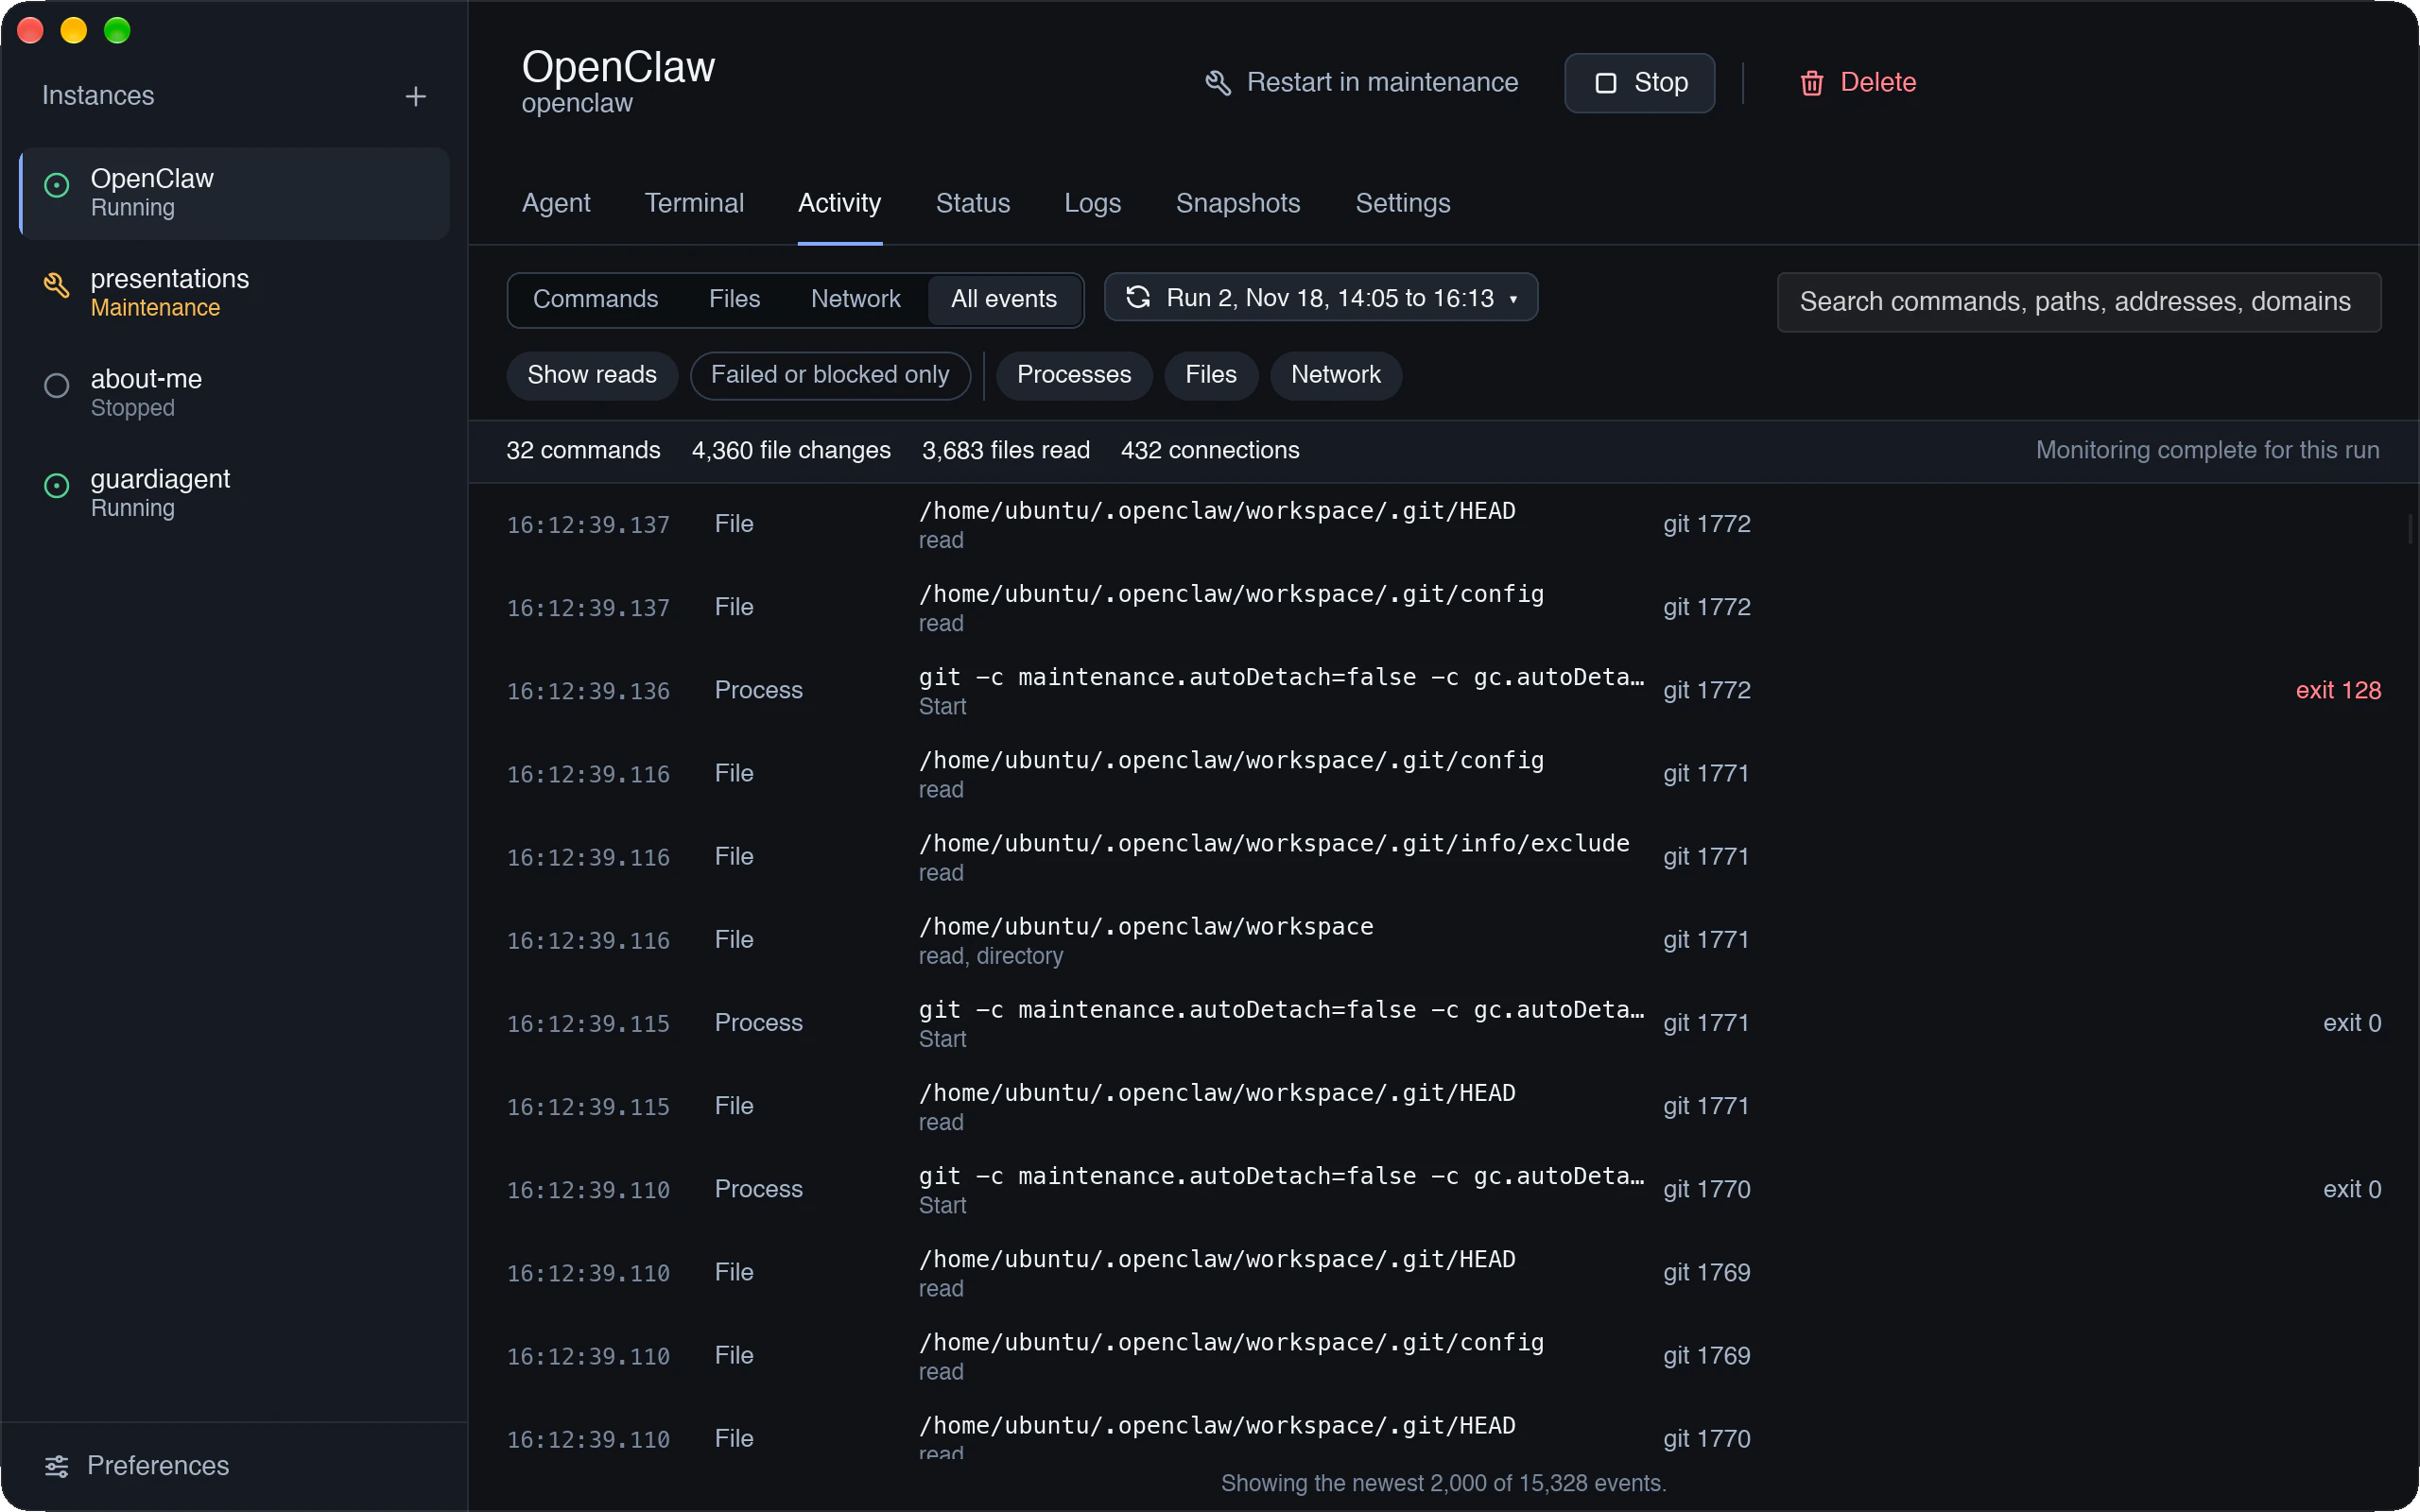 Instances
OpenClaw
Running
presentations
Maintenance
about-me
Stopped
guardiagent
Running
Preferences
OpenClaw
openclaw
Restart in maintenance
Stop
Delete
Agent Terminal Activity Status Logs Snapshots Settings
Commands Files Network All events
Run 2, Nov 18, 14:05 to 16:13
Search commands, paths, addresses, domains
Show reads Failed or blocked only Processes Files Network
32 commands 4,360 file changes 3,683 files read 432 connections Monitoring complete for this run
16:12:39.137 File /home/ubuntu/.openclaw/workspace/.git/HEAD git 1772
read
16:12:39.137 File /home/ubuntu/.openclaw/workspace/.git/config git 1772
read
16:12:39.136 Process git -c maintenance.autoDetach=false -c gc.autoDeta… git 1772 exit 128
Start
16:12:39.116 File /home/ubuntu/.openclaw/workspace/.git/config git 1771
read
16:12:39.116 File /home/ubuntu/.openclaw/workspace/.git/info/exclude git 1771
read
16:12:39.116 File /home/ubuntu/.openclaw/workspace git 1771
read, directory
16:12:39.115 Process git -c maintenance.autoDetach=false -c gc.autoDeta… git 1771 exit 0
Start
16:12:39.115 File /home/ubuntu/.openclaw/workspace/.git/HEAD git 1771
read
16:12:39.110 Process git -c maintenance.autoDetach=false -c gc.autoDeta… git 1770 exit 0
Start
16:12:39.110 File /home/ubuntu/.openclaw/workspace/.git/HEAD git 1769
read
16:12:39.110 File /home/ubuntu/.openclaw/workspace/.git/config git 1769
read
16:12:39.110 File /home/ubuntu/.openclaw/workspace/.git/HEAD git 1770
read
Showing the newest 2,000 of 15,328 events.